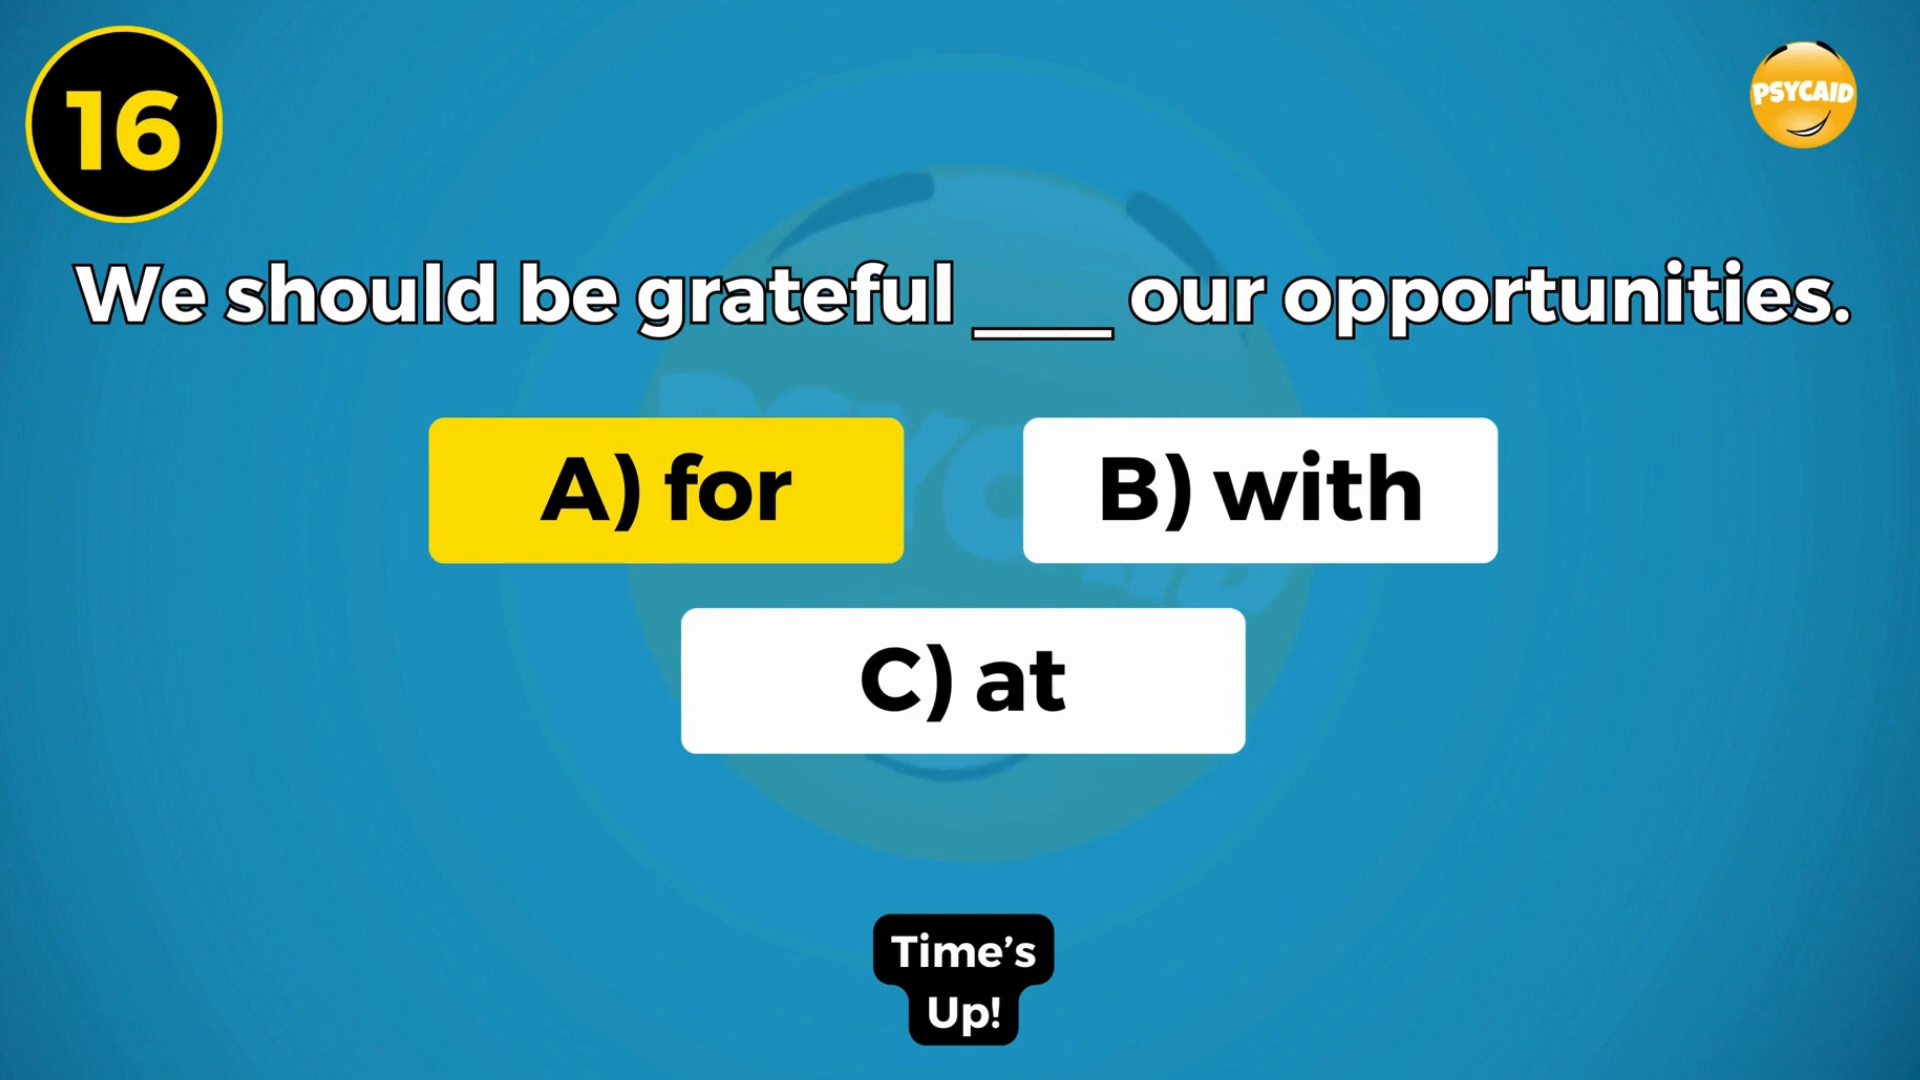 16
PSYCAID
We should be grateful ___ our opportunities.
A) for
B) with
C) at
Time’s
Up!